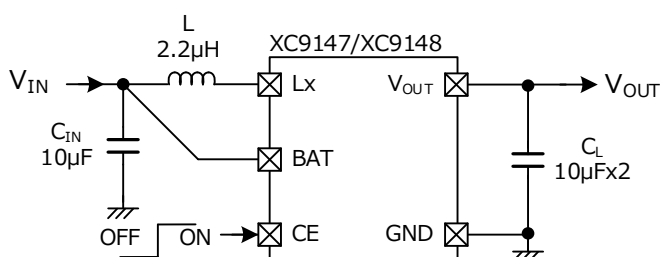 L
2.2μH
XC9147/XC9148
VIN
Lx
VOUT
VOUT
CIN
10μF
BAT
CL
10μFx2
OFF
ON
CE
GND